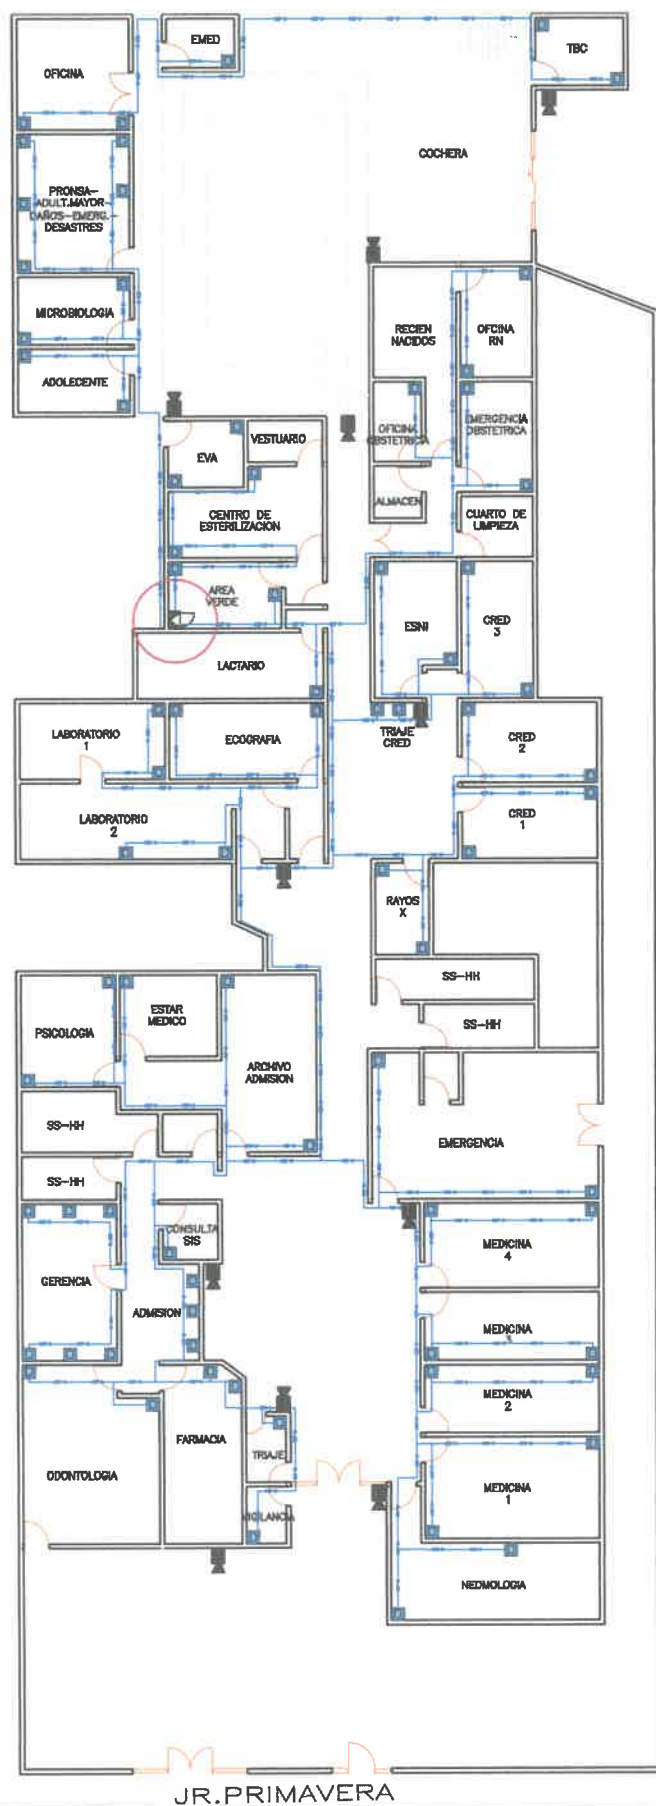 EMED
TBC
OFICINA
COCHERA
PRONSA-
ADULT.MAYOR-
DAÑOS-EMERG.-
DESASTRES
MICROBIOLOGIA
ADOLECENTE
RECIEN
NACIDOS
OFCINA
RN
OFICINA
OBSTETRICA
EMERGENCIA
OBSTETRICA
VESTUARIO
EVA
CENTRO DE
ESTERILIZACION
ALMACEN
CUARTO DE
LIMPIEZA
AREA
VERDE
ESNI
CRED
3
LACTARIO
LABORATORIO
1
ECOGRAFIA
TRIAJE
CRED
CRED
2
LABORATORIO
2
CRED
1
RAYOS
X
SS-HH
SS-HH
PSICOLOGIA
ESTAR
MEDICO
ARCHIVO
ADMISION
SS-HH
EMERGENCIA
SS-HH
CONSULTA
SIS
MEDICINA
4
GERENCIA
ADMISION
MEDICINA
MEDICINA
2
FARMACIA
TRIAJE
ODONTOLOGIA
MEDICINA
1
VIGILANCIA
NEOMOLOGIA
JR.PRIMAVERA